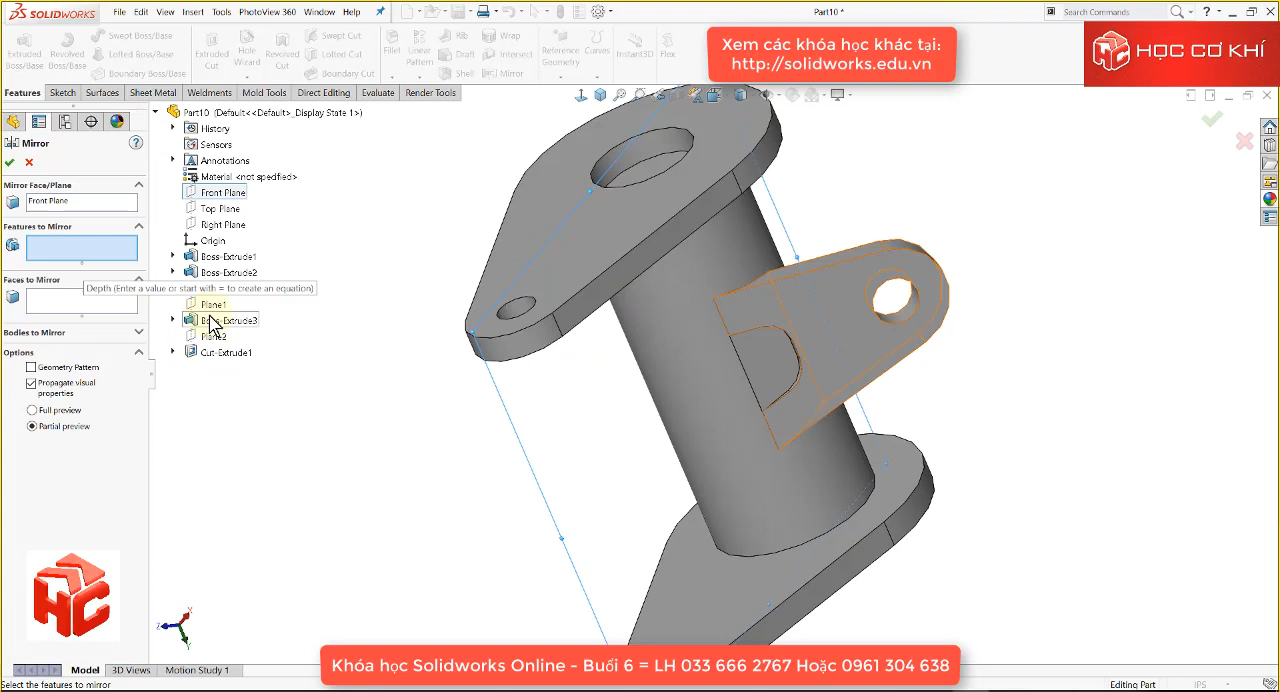 SOLIDWORKS
File Edit View Insert Tools PhotoView 360 Window Help
Part10 *
Search Commands
Extruded Boss/Base
Revolved Boss/Base
Swept Boss/Base
Lofted Boss/Base
Boundary Boss/Base
Extruded Cut
Hole Wizard
Revolved Cut
Swept Cut
Lofted Cut
Boundary Cut
Fillet
Linear Pattern
Rib
Draft
Shell
Wrap
Intersect
Mirror
Reference Geometry
Curves
Instant3D
Flex
Xem các khóa học khác tại:
http://solidworks.edu.vn
HỌC CƠ KHÍ
Features Sketch Surfaces Sheet Metal Weldments Mold Tools Direct Editing Evaluate Render Tools
Mirror
Mirror Face/Plane
Front Plane
Features to Mirror
Faces to Mirror
Bodies to Mirror
Options
Geometry Pattern
Propagate visual
properties
Full preview
Partial preview
Part10 (Default<<Default>_Display State 1>)
History
Sensors
Annotations
Material <not specified>
Front Plane
Top Plane
Right Plane
Origin
Boss-Extrude1
Boss-Extrude2
Depth (Enter a value or start with = to create an equation)
Plane1
Boss-Extrude3
Plane2
Cut-Extrude1
HC
X
Y
Z
Khóa học Solidworks Online - Buổi 6 = LH 033 666 2767 Hoặc 0961 304 638
Model 3D Views Motion Study 1
Select the features to mirror
Editing Part
IPS